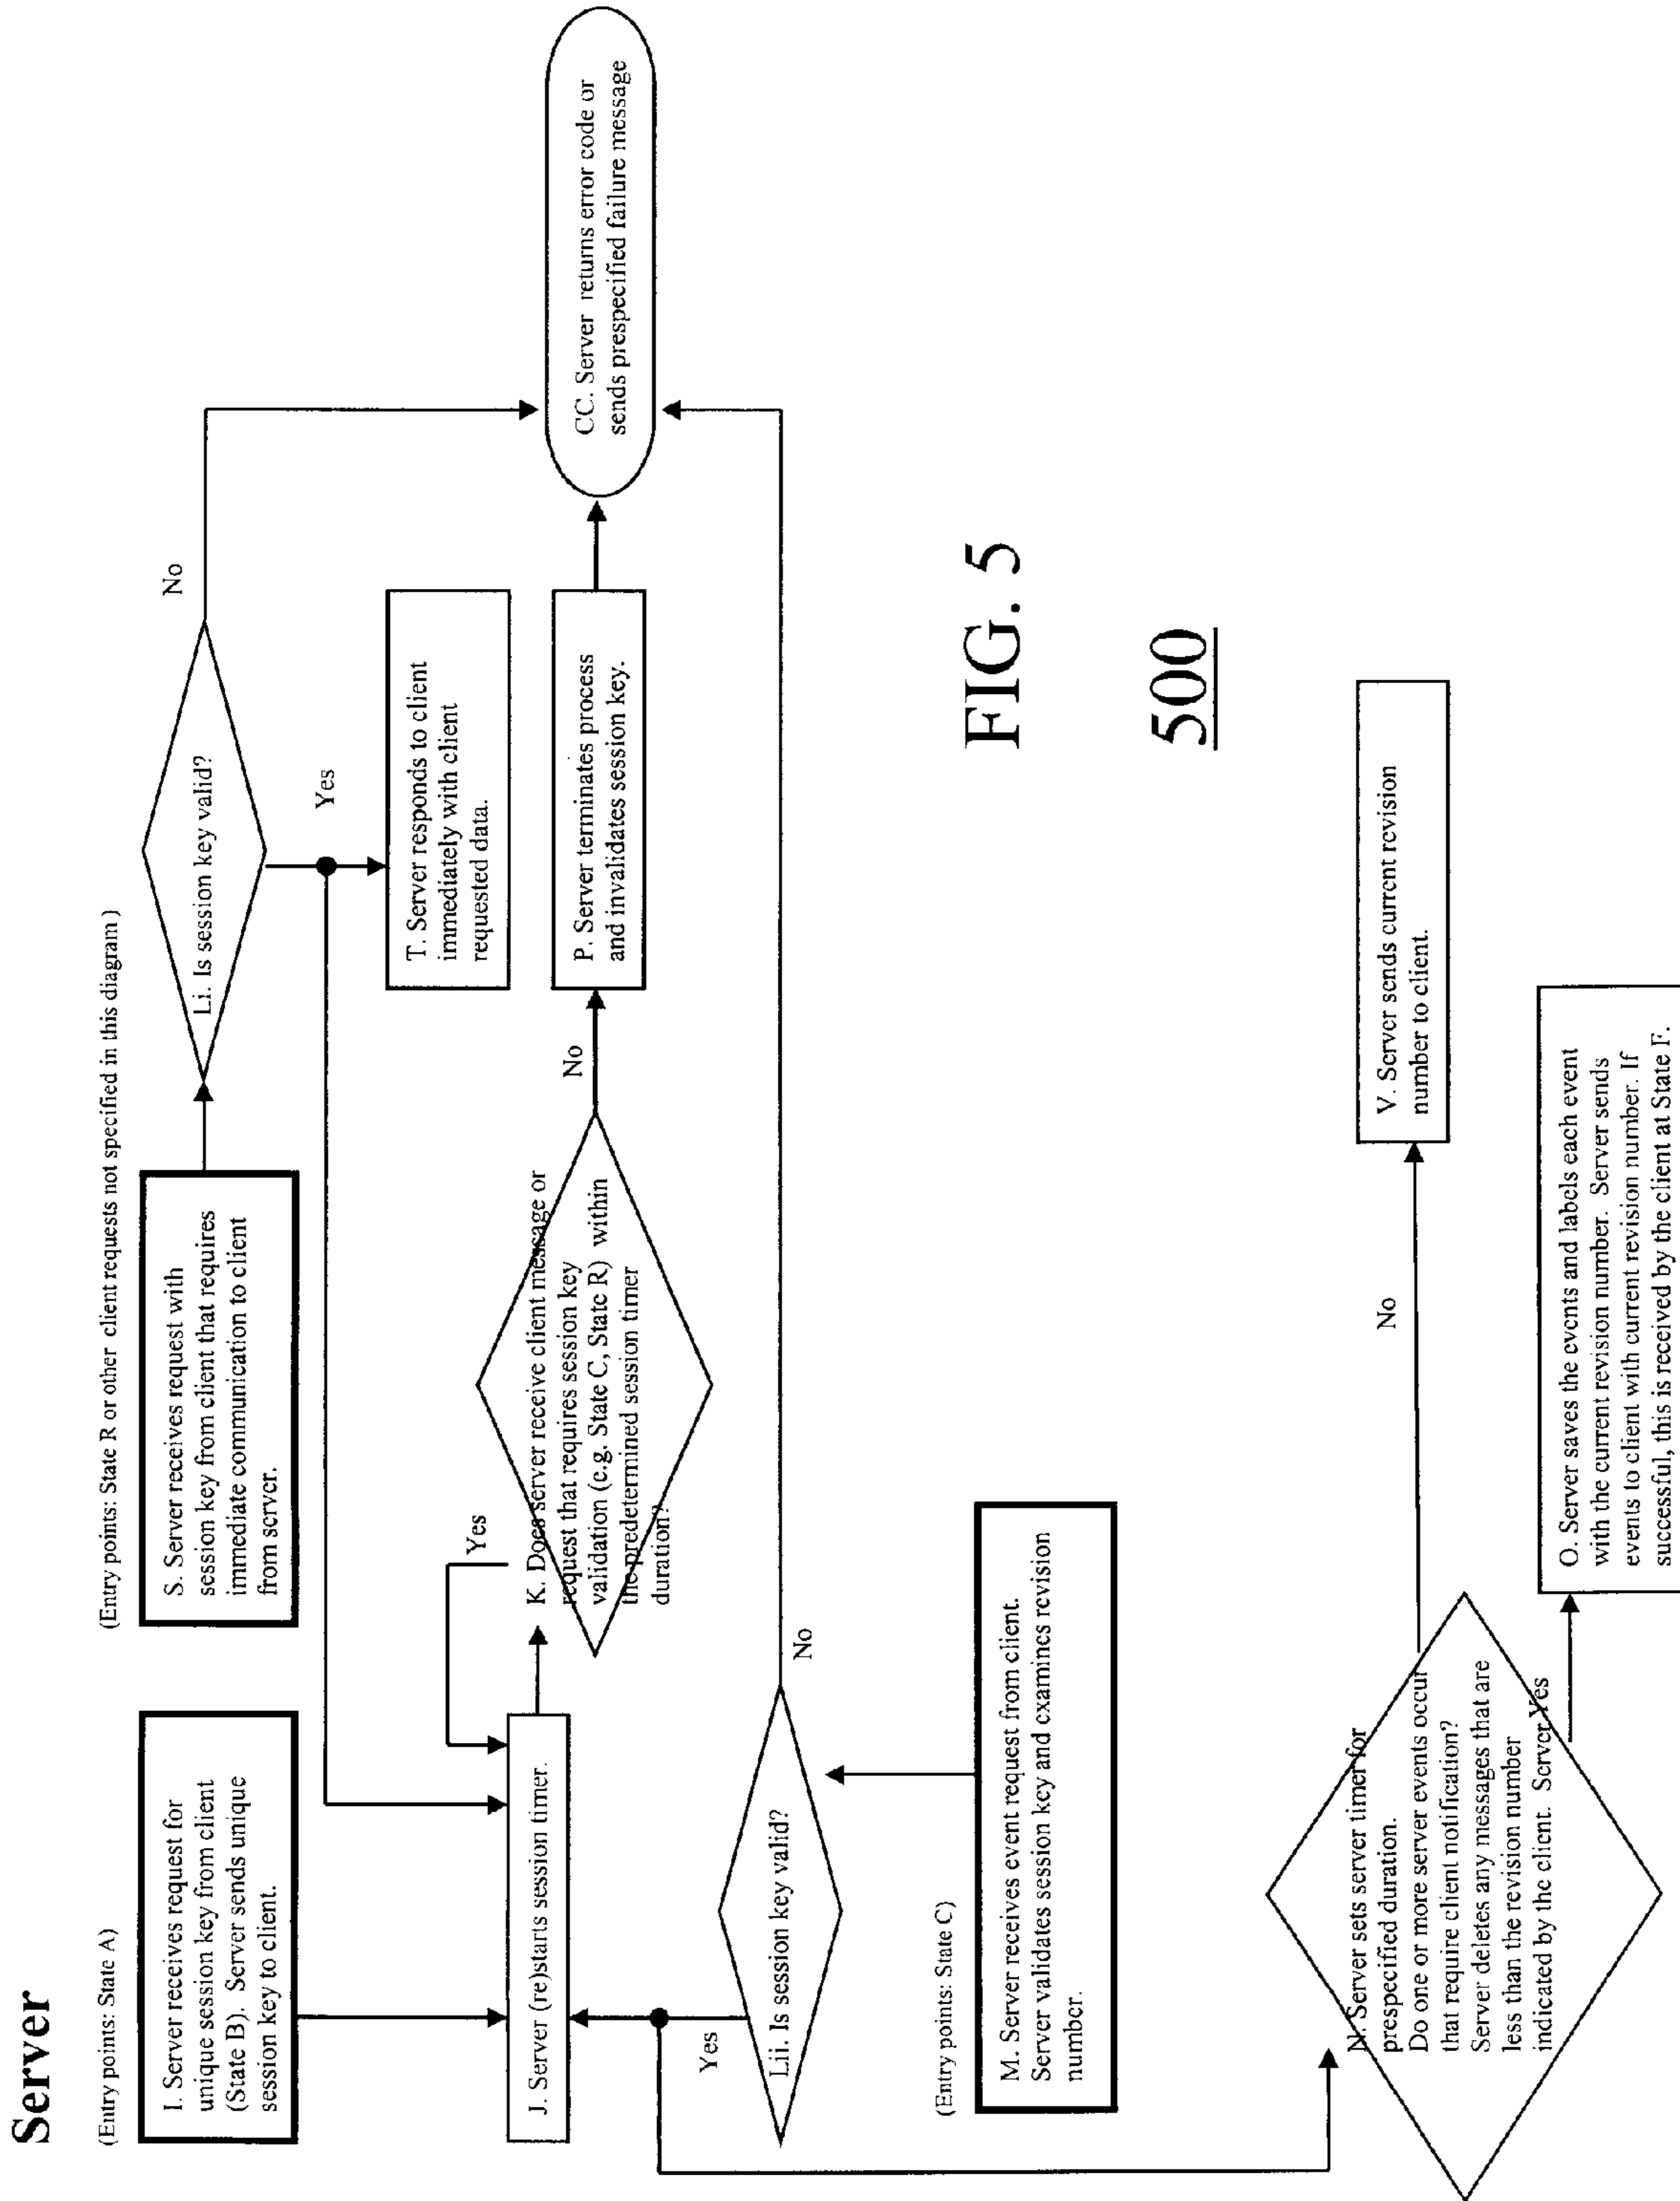 Server
(Entry points: State A)
I. Server receives request for
unique session key from client
(State B). Server sends unique
session key to client.
(Entry points: State R or other client requests not specified in this diagram )
S. Server receives request with
session key from client that requires
immediate communication to client
from server.
Li. Is session key valid?
No
Yes
T. Server responds to client
immediately with client
requested data.
J. Server (re)starts session timer.
Yes
K. Does server receive client message or
request that requires session key
validation (e.g. State C, State R) within
the predetermined session timer
duration?
No
P. Server terminates process
and invalidates session key.
CC. Server returns error code or
sends prespecified failure message
Lii. Is session key valid?
Yes
No
(Entry points: State C)
M. Server receives event request from client.
Server validates session key and examines revision
number.
FIG. 5
500
N. Server sets server timer for
prespecified duration.
Do one or more server events occur
that require client notification?
Server deletes any messages that are
less than the revision number
indicated by the client. Server
Yes
No
V. Server sends current revision
number to client.
O. Server saves the events and labels each event
with the current revision number. Server sends
events to client with current revision number. If
successful, this is received by the client at State F.